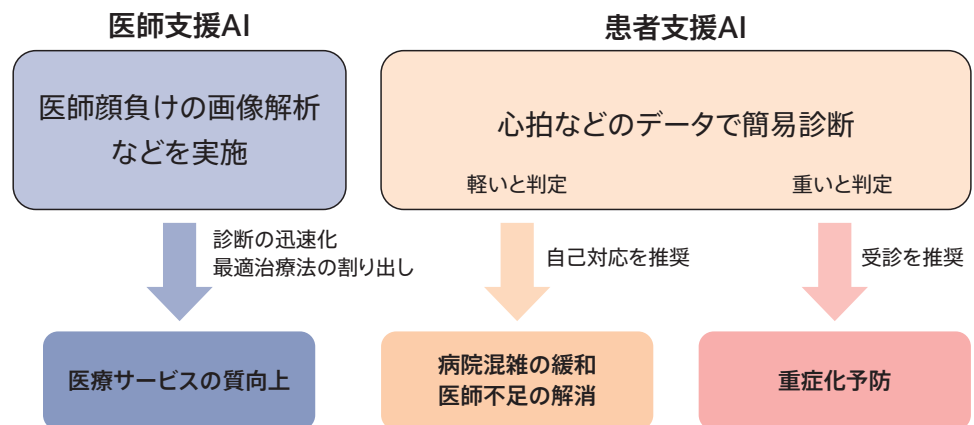 医師支援AI
医師顔負けの画像解析
などを実施
診断の迅速化
最適治療法の割り出し
医療サービスの質向上
患者支援AI
心拍などのデータで簡易診断
軽いと判定
重いと判定
自己対応を推奨
受診を推奨
病院混雑の緩和
医師不足の解消
重症化予防